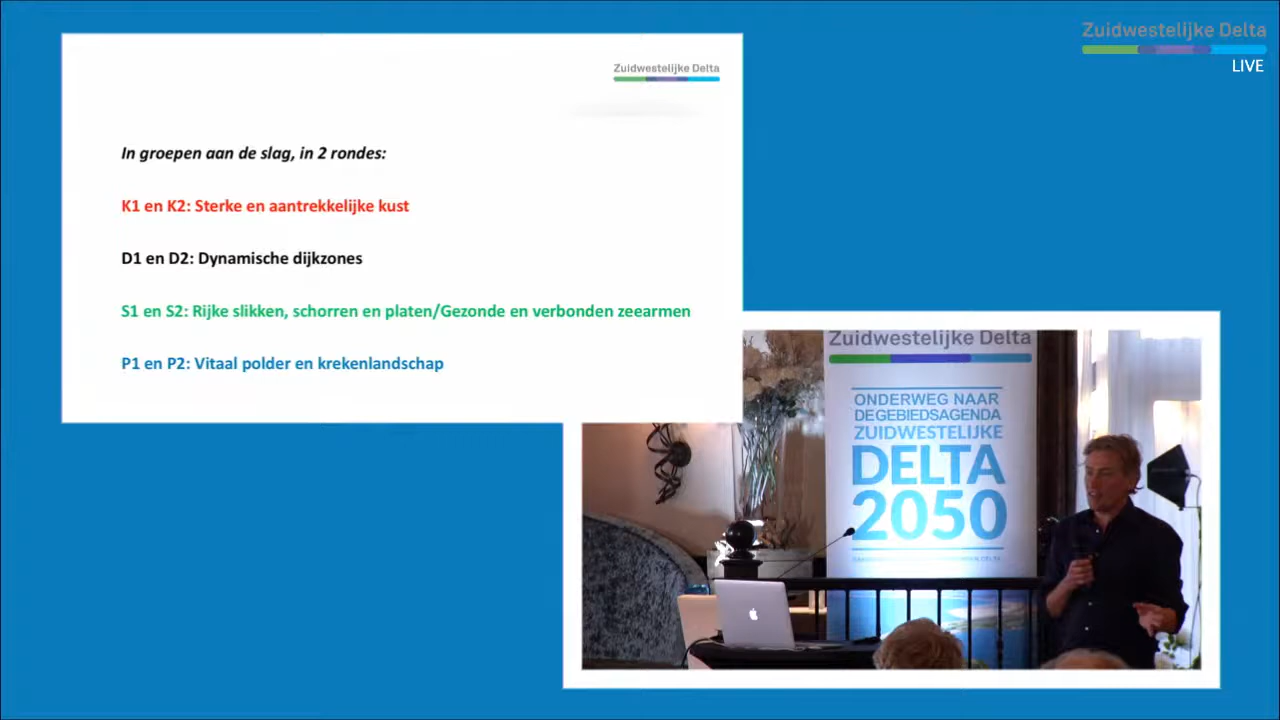 Zuidwestelijke Delta
LIVE
Zuidwestelijke Delta
In groepen aan de slag, in 2 rondes:
K1 en K2: Sterke en aantrekkelijke kust
D1 en D2: Dynamische dijkzones
S1 en S2: Rijke slikken, schorren en platen/Gezonde en verbonden zeearmen
P1 en P2: Vitaal polder en krekenlandschap
Zuidwestelijke Delta
ONDERWEG NAAR
DE GEBIEDSAGENDA
ZUIDWESTELIJKE
DELTA
2050